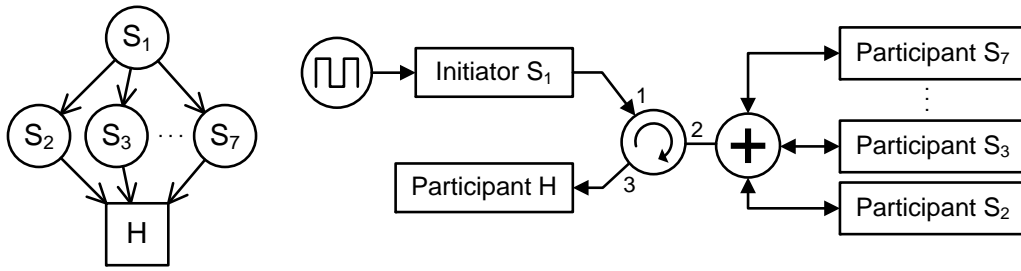 S1
S2 S3 ... S7
H
Initiator S1
Participant H
1
2
3
+
Participant S7
...
Participant S3
Participant S2